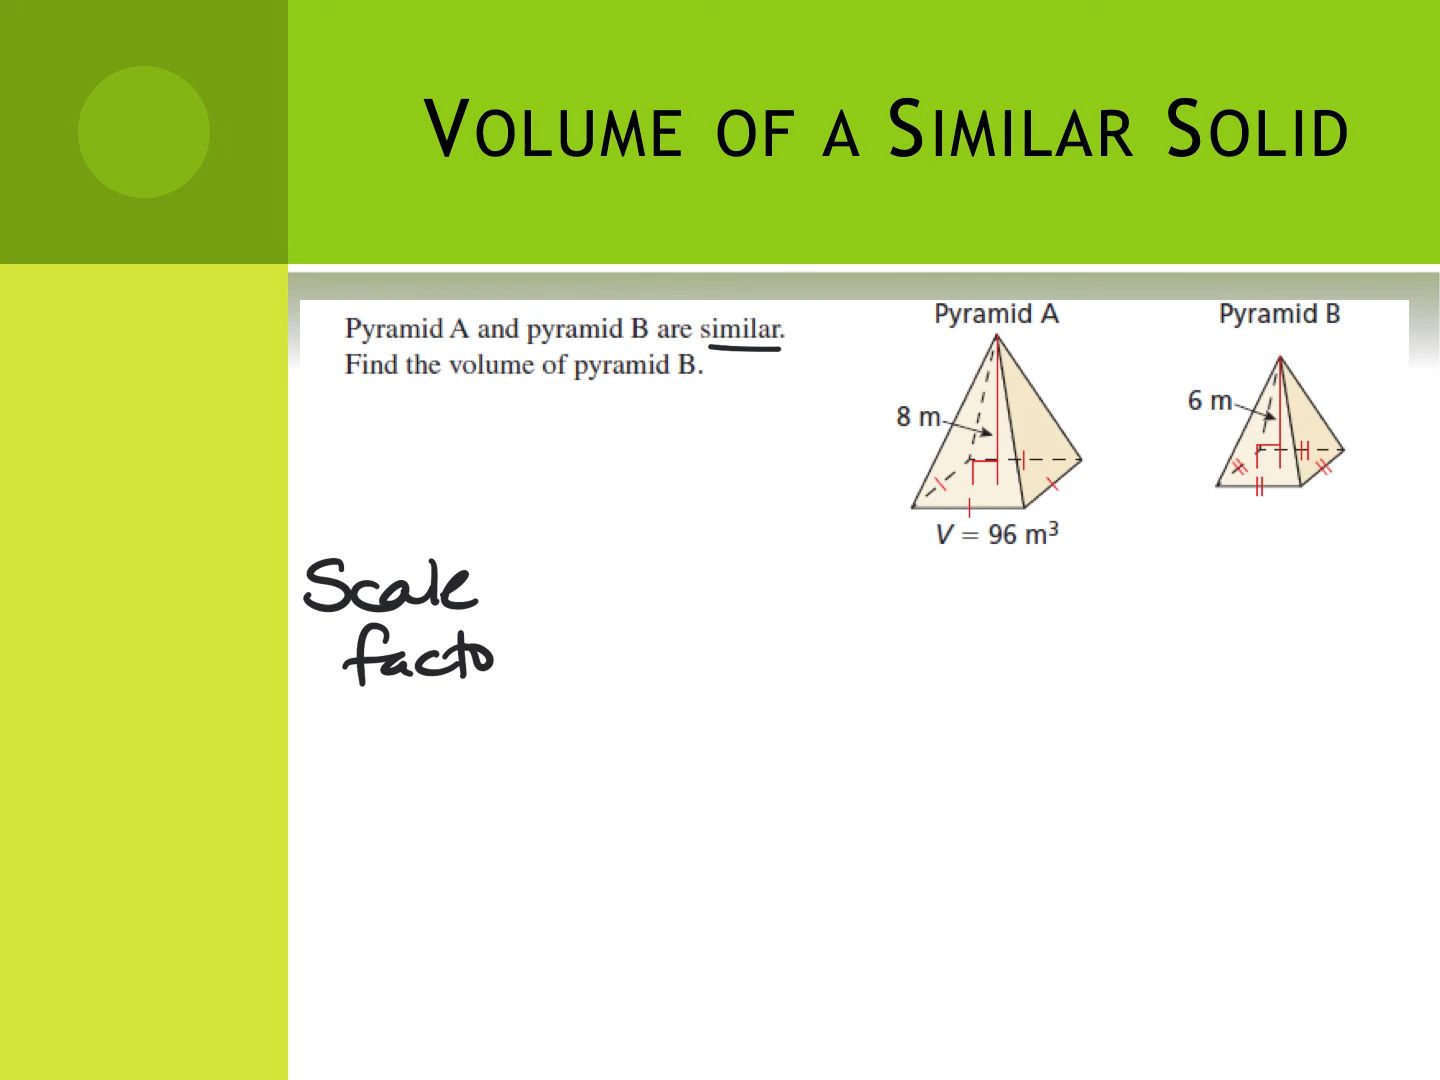 VOLUME OF A SIMILAR SOLID
Pyramid A and pyramid B are similar.
Find the volume of pyramid B.
Pyramid A
8 m
V = 96 m³
Pyramid B
6 m
Scale
facto